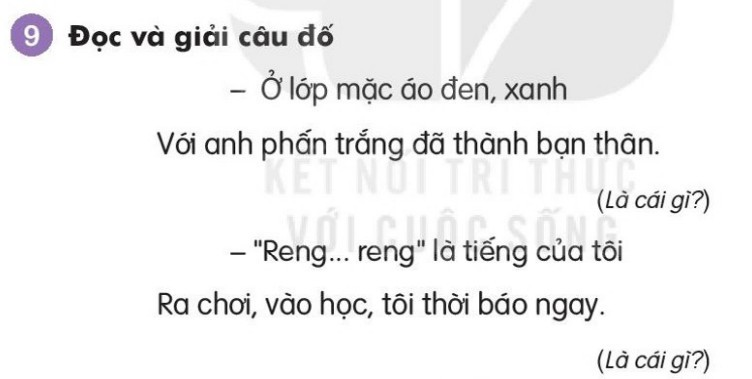 9 Đọc và giải câu đố
– Ở lớp mặc áo đen, xanh
Với anh phấn trắng đã thành bạn thân.
(Là cái gì?)
– "Reng... reng" là tiếng của tôi
Ra chơi, vào học, tôi thời báo ngay.
(Là cái gì?)
KẾT NỐI TRI THỨC
VỚI CUỘC SỐNG